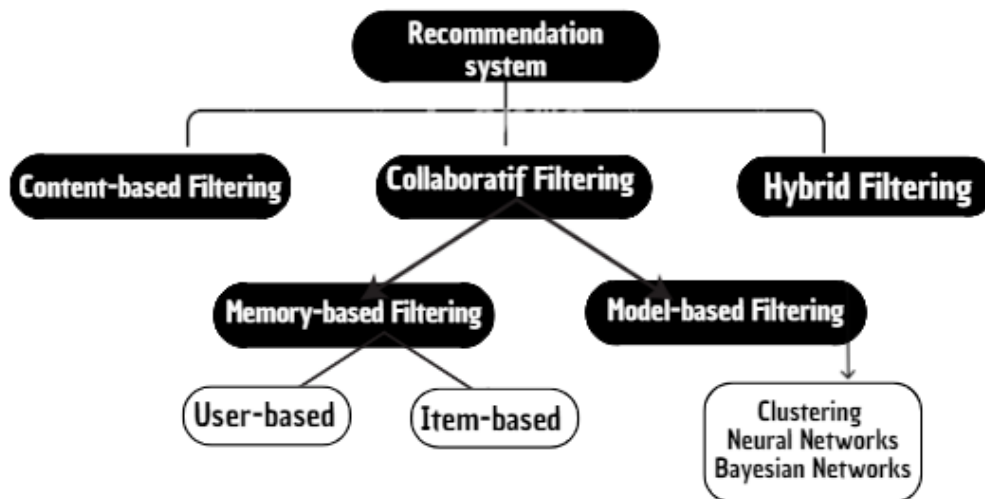 Recommendation
system
Content-based Filtering
Collaboratif Filtering
Hybrid Filtering
Memory-based Filtering
Model-based Filtering
User-based
Item-based
Clustering
Neural Networks
Bayesian Networks